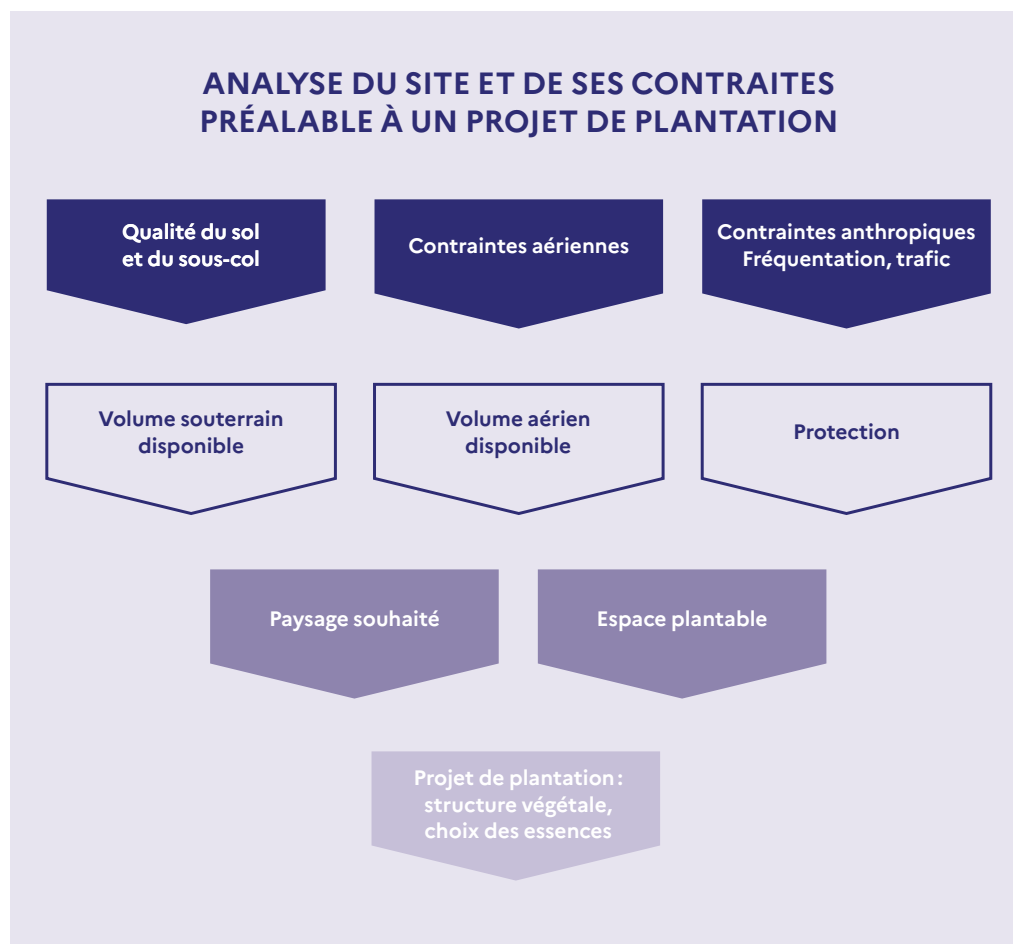 ANALYSE DU SITE ET DE SES CONTRAITES
PRÉALABLE À UN PROJET DE PLANTATION
Qualité du sol
et du sous-col
Contraintes aériennes
Contraintes anthropiques
Fréquentation, trafic
Volume souterrain
disponible
Volume aérien
disponible
Protection
Paysage souhaité
Espace plantable
Projet de plantation :
structure végétale,
choix des essences